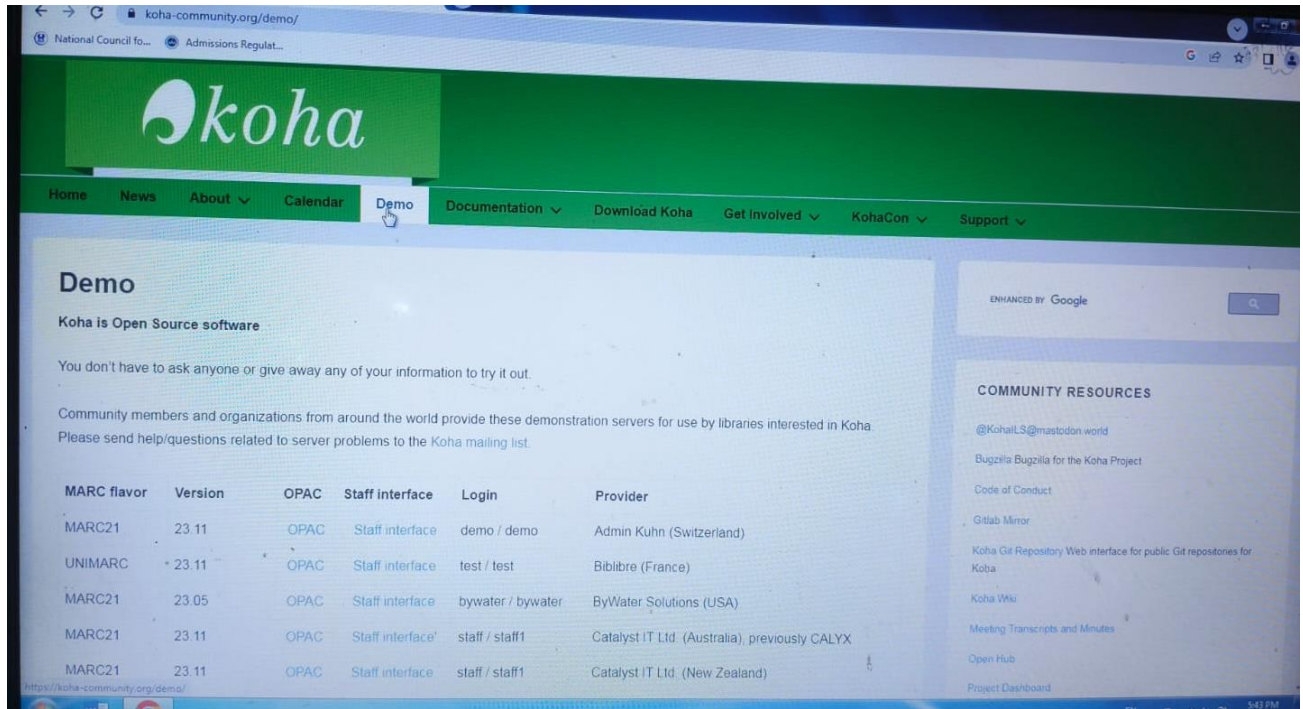 koha-community.org/demo/
National Council fo... Admissions Regulat...
koha
Home News About Calendar Demo Documentation Download Koha Get Involved KohaCon Support
Demo
Koha is Open Source software
You don't have to ask anyone or give away any of your information to try it out.
Community members and organizations from around the world provide these demonstration servers for use by libraries interested in Koha.
Please send help/questions related to server problems to the Koha mailing list.
MARC flavor Version OPAC Staff interface Login Provider
MARC21 23.11 OPAC Staff interface demo / demo Admin Kuhn (Switzerland)
UNIMARC 23.11 OPAC Staff interface test / test Biblibre (France)
MARC21 23.05 OPAC Staff interface bywater / bywater ByWater Solutions (USA)
MARC21 23.11 OPAC Staff interface staff / staff1 Catalyst IT Ltd. (Australia), previously CALYX
MARC21 23.11 OPAC Staff interface staff / staff1 Catalyst IT Ltd. (New Zealand)
https://koha-community.org/demo/
ENHANCED BY Google
COMMUNITY RESOURCES
@KohaILS@mastodon.world
Bugzilla Bugzilla for the Koha Project
Code of Conduct
Gitlab Mirror
Koha Git Repository Web interface for public Git repositories for
Koha
Koha Wiki
Meeting Transcripts and Minutes
Open Hub
Project Dashboard
5:43 PM